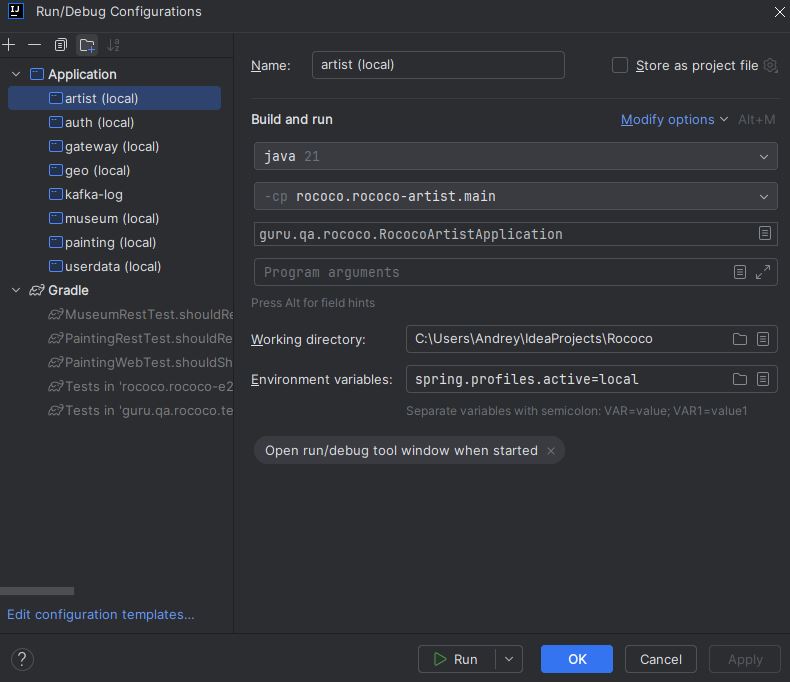 Run/Debug Configurations
Application
artist (local)
auth (local)
gateway (local)
geo (local)
kafka-log
museum (local)
painting (local)
userdata (local)
Gradle
MuseumRestTest.shouldRe
PaintingRestTest.shouldRe
PaintingWebTest.shouldSh
Tests in 'rococo.rococo-e2
Tests in 'guru.qa.rococo.te
Edit configuration templates...
Name: artist (local) Store as project file
Build and run Modify options Alt+M
java 21
-cp rococo.rococo-artist.main
guru.qa.rococo.RococoArtistApplication
Program arguments
Press Alt for field hints
Working directory: C:\Users\Andrey\IdeaProjects\Rococo
Environment variables: spring.profiles.active=local
Separate variables with semicolon: VAR=value; VAR1=value1
Open run/debug tool window when started
? Run OK Cancel Apply